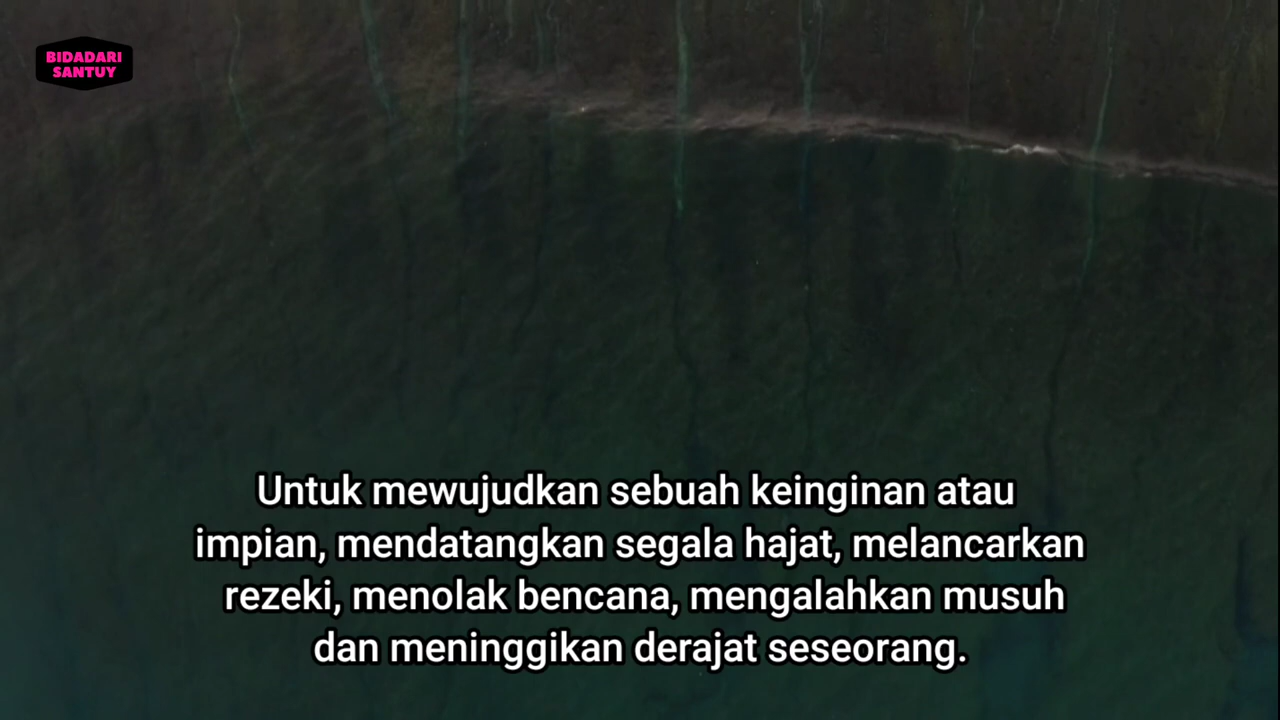 BIDADARI
SANTUY
Untuk mewujudkan sebuah keinginan atau
impian, mendatangkan segala hajat, melancarkan
rezeki, menolak bencana, mengalahkan musuh
dan meninggikan derajat seseorang.